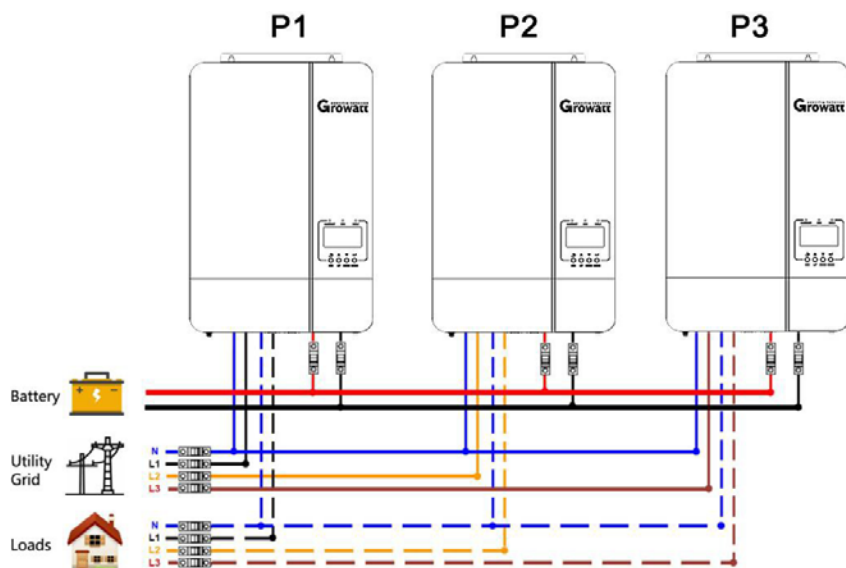 P1 P2 P3
Growatt Growatt Growatt
Battery
Utility
Grid
N
L1
L2
L3
Loads
N
L1
L2
L3